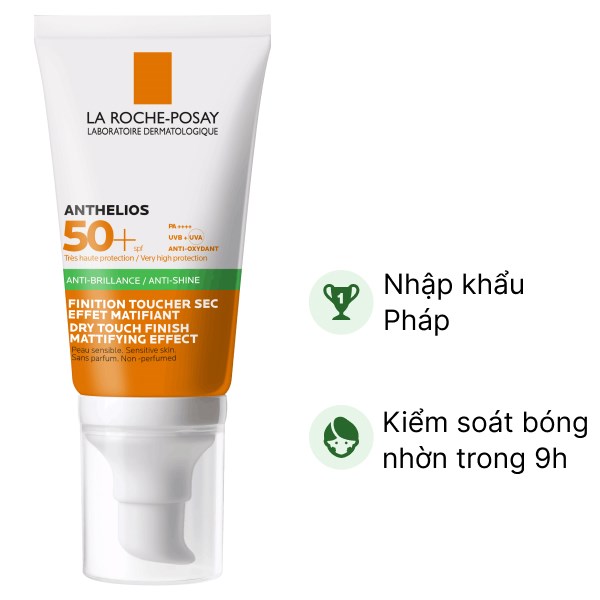 LA ROCHE-POSAY
LABORATOIRE DERMATOLOGIQUE
ANTHELIOS
50+ spf
PA ++++
UVB + UVA
ANTI-OXYDANT
Très haute protection / Very high protection
ANTI-BRILLANCE / ANTI-SHINE
FINITION TOUCHER SEC
EFFET MATIFIANT
DRY TOUCH FINISH
MATTIFYING EFFECT
Peau sensible. Sensitive skin.
Sans parfum. Non-perfumed
1
Nhập khẩu
Pháp
Kiểm soát bóng
nhờn trong 9h